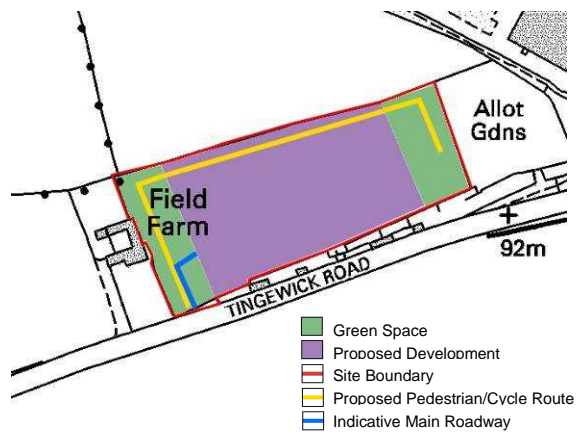 Allot
Gdns
Field
Farm
92m
TINGEWICK ROAD
Green Space
Proposed Development
Site Boundary
Proposed Pedestrian/Cycle Route
Indicative Main Roadway